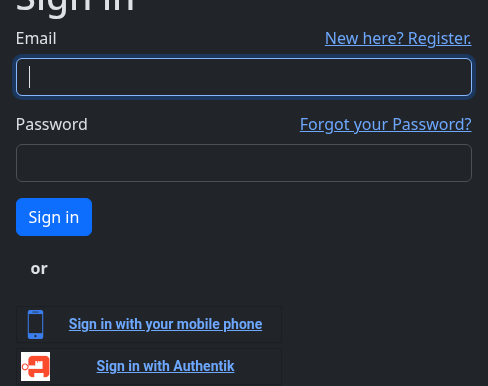 Sign in
Email New here? Register.
Password Forgot your Password?
Sign in
or
Sign in with your mobile phone
Sign in with Authentik